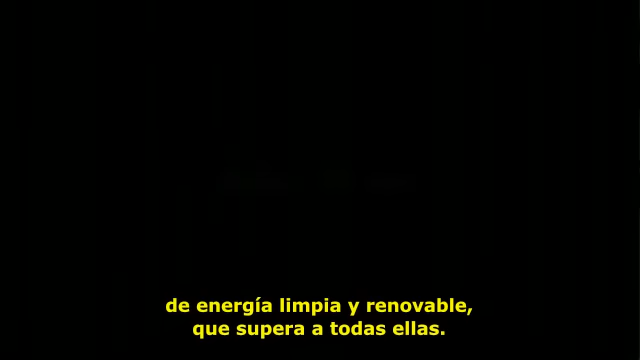 de energía limpia y renovable,
que supera a todas ellas.